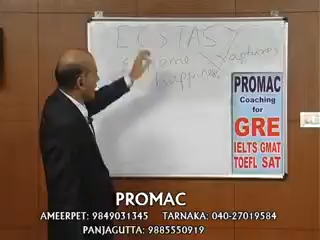 ECSTASY
extreme rapturous
happiness
PROMAC
Coaching
for
GRE
IELTS GMAT
TOEFL SAT
PROMAC
AMEERPET: 9849031345 TARNAKA: 040-27019584
PANJAGUTTA: 9885550919